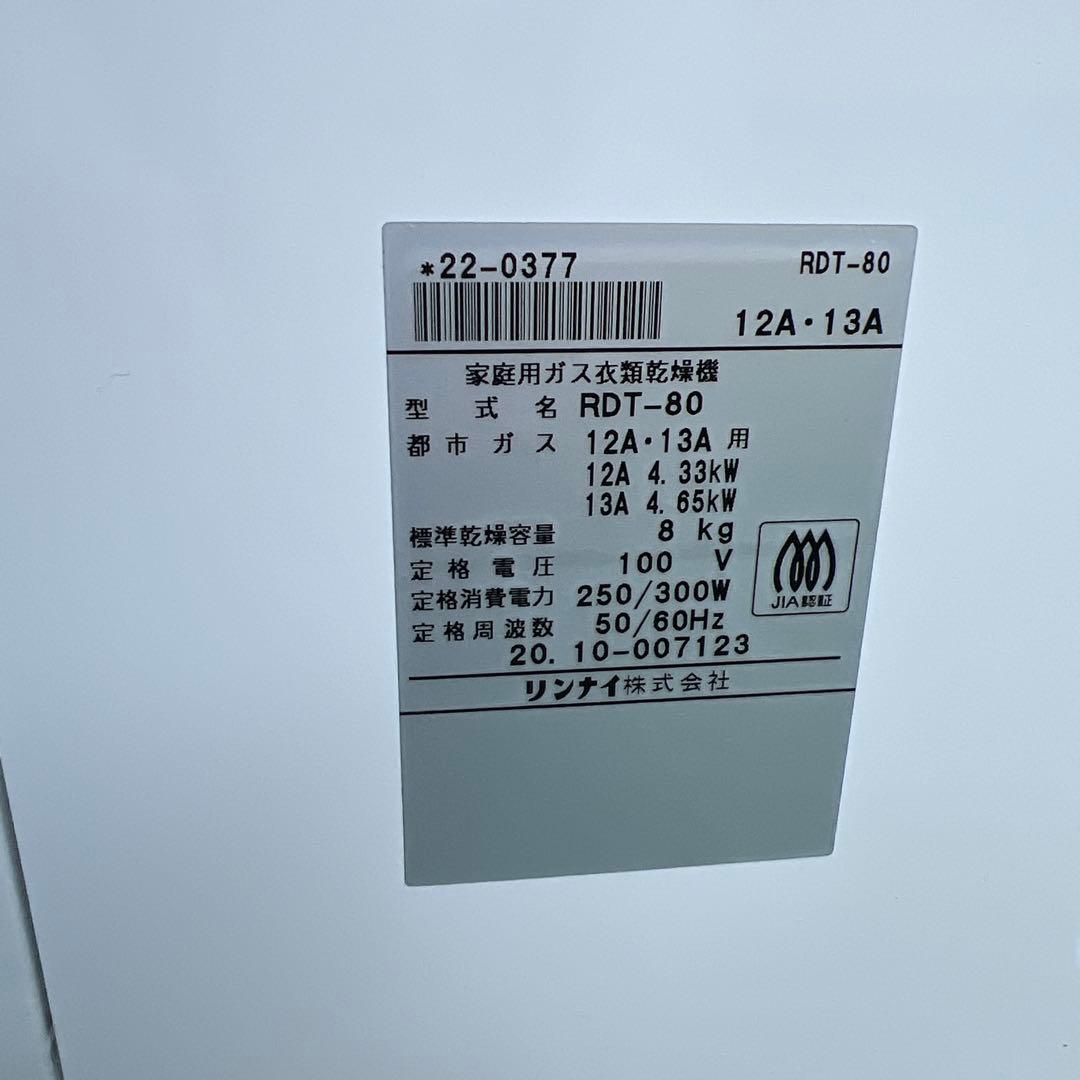 *22-0377 RDT-80
12A・13A
家庭用ガス衣類乾燥機
型式名 RDT-80
都市ガス 12A・13A 用
12A 4.33kW
13A 4.65kW
標準乾燥容量 8 kg
定格電圧 100 V
定格消費電力 250/300W
定格周波数 50/60Hz
JIA認証
20.10-007123
リンナイ株式会社